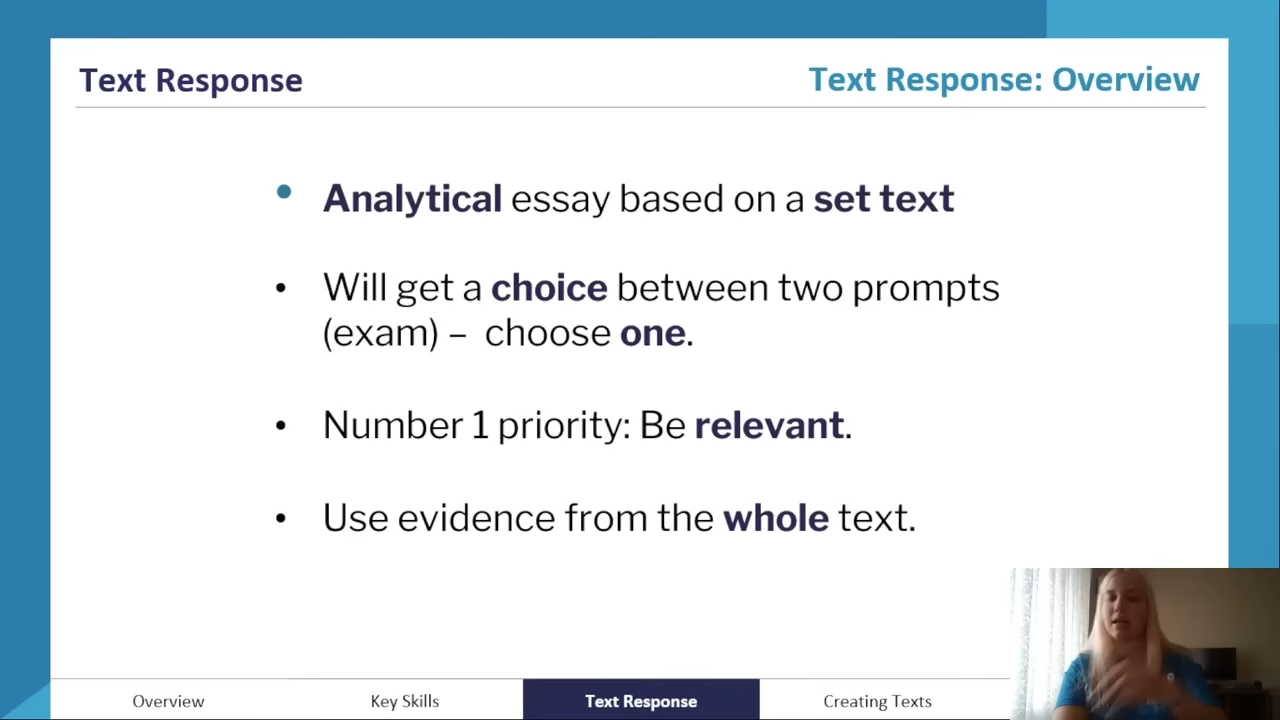 Text Response
Text Response: Overview
• Analytical essay based on a set text
• Will get a choice between two prompts
(exam) – choose one.
• Number 1 priority: Be relevant.
• Use evidence from the whole text.
Overview
Key Skills
Text Response
Creating Texts